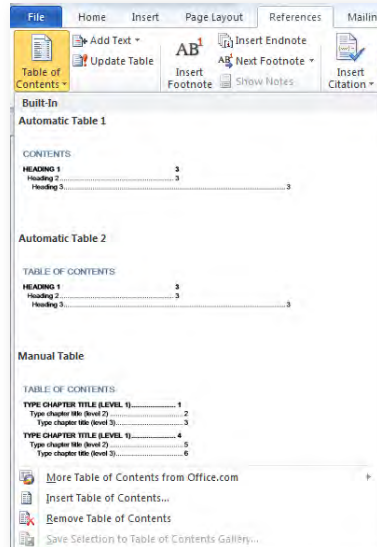 File Home Insert Page Layout References Mailin
Add Text
Update Table
Table of Contents
AB1
Insert Footnote
Insert Endnote
AB1 Next Footnote
Show Notes
Insert Citation
Built-In
Automatic Table 1
CONTENTS
HEADING 1 3
Heading 2 ........ 3
Heading 3 ........ 3
Automatic Table 2
TABLE OF CONTENTS
HEADING 1 3
Heading 2 ........ 3
Heading 3 ........ 3
Manual Table
TABLE OF CONTENTS
TYPE CHAPTER TITLE (LEVEL 1) ........ 1
Type chapter title (level 2) ........ 2
Type chapter title (level 3) ........ 3
TYPE CHAPTER TITLE (LEVEL 1) ........ 4
Type chapter title (level 2) ........ 5
Type chapter title (level 3) ........ 6
More Table of Contents from Office.com
Insert Table of Contents...
Remove Table of Contents
Save Selection to Table of Contents Gallery...